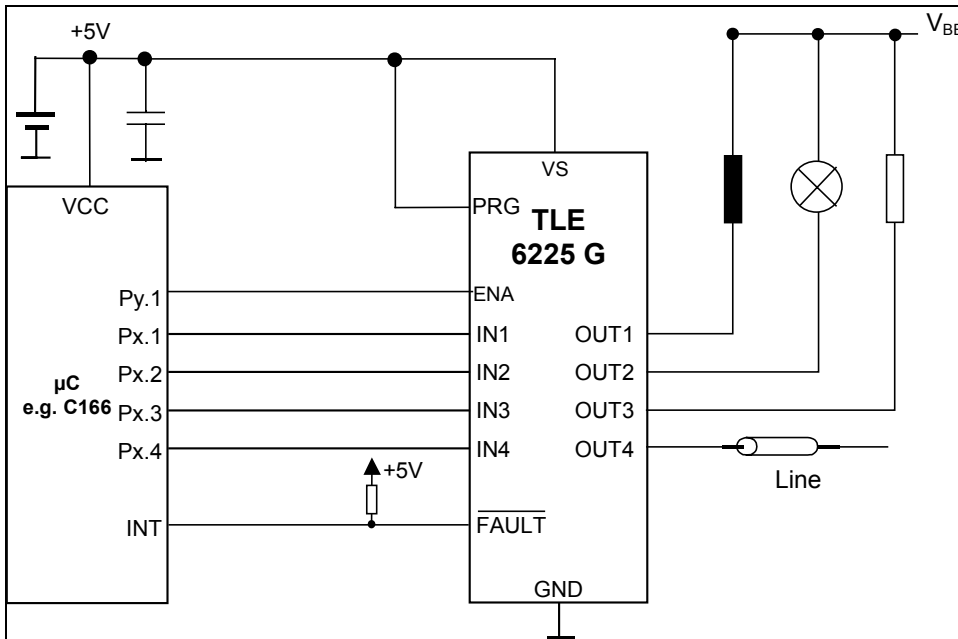 +5V
V_BB
VCC
VS
PRG
TLE
6225 G
Py.1
ENA
Px.1
IN1
OUT1
Px.2
IN2
OUT2
µC
e.g. C166
Px.3
IN3
OUT3
Px.4
IN4
OUT4
+5V
Line
INT
FAULT
GND